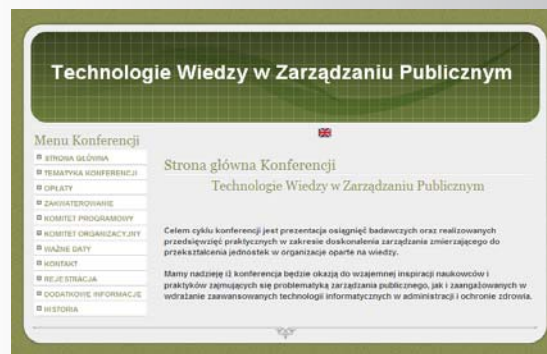 Technologie Wiedzy w Zarządzaniu Publicznym
Menu Konferencji
STRONA GŁÓWNA
TEMATYKA KONFERENCJI
OPŁATY
ZAKWATEROWANIE
KOMITET PROGRAMOWY
KOMITET ORGANIZACYJNY
WAŻNE DATY
KONTAKT
REJESTRACJA
DODATKOWE INFORMACJE
HISTORIA
Strona główna Konferencji
Technologie Wiedzy w Zarządzaniu Publicznym
Celem cyklu konferencji jest prezentacja osiągnięć badawczych oraz realizowanych
przedsięwzięć praktycznych w zakresie doskonalenia zarządzania zmierzającego do
przekształcenia jednostek w organizacje oparte na wiedzy.
Mamy nadzieję iż konferencja będzie okazją do wzajemnej inspiracji naukowców i
praktyków zajmujących się problematyką zarządzania publicznego, jak i zaangażowanych w
wdrażanie zaawansowanych technologii informatycznych w administracji i ochronie zdrowia.